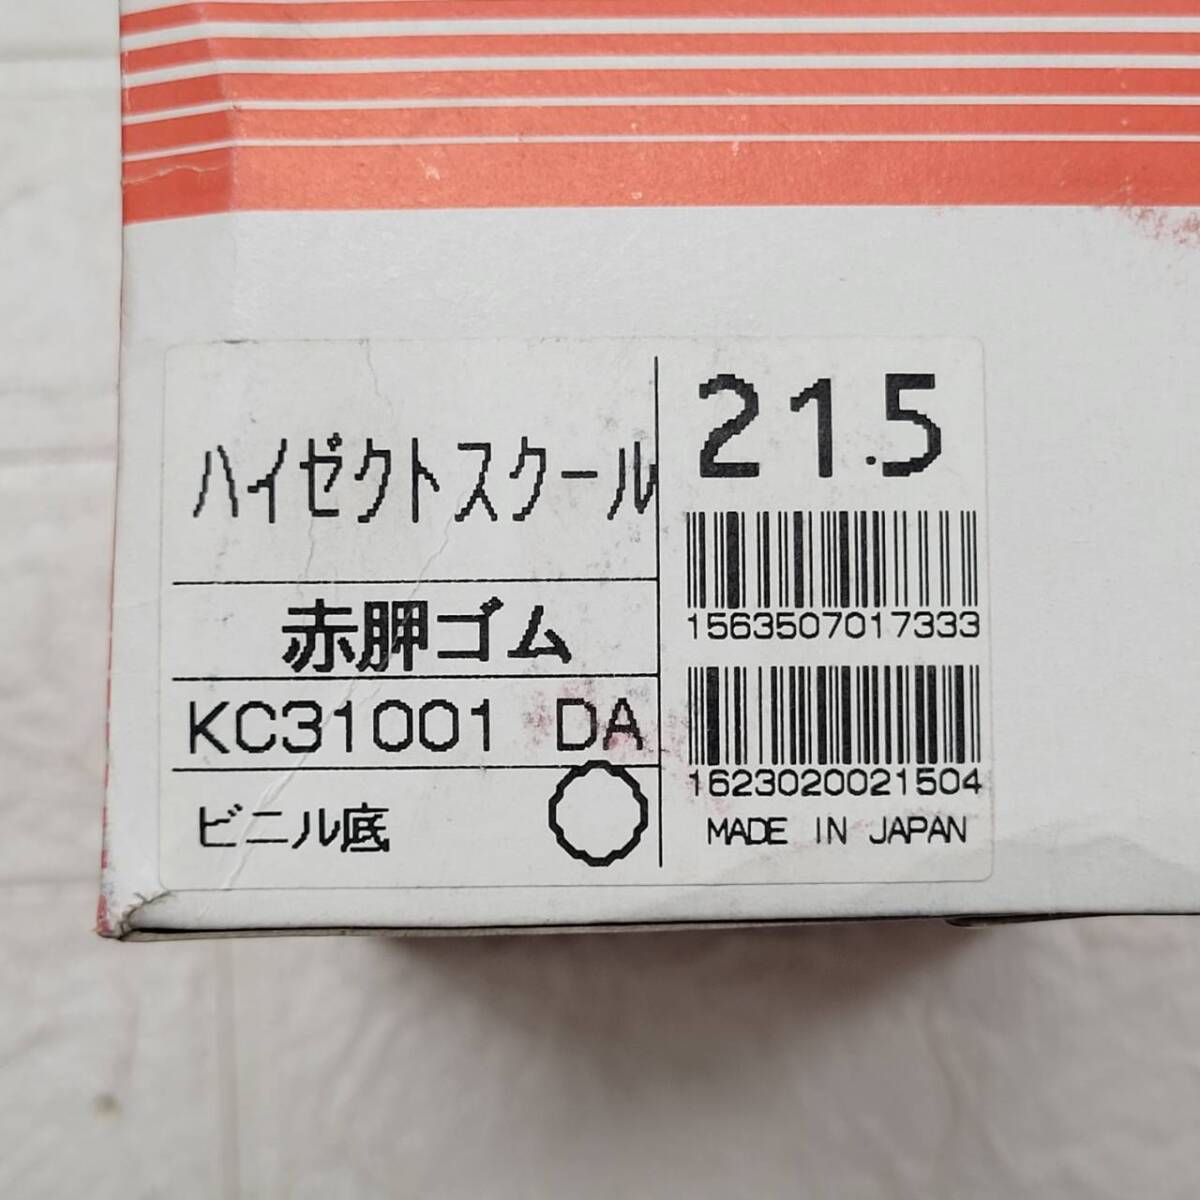 ハイゼクトスクール
赤胛ゴム
KC31001 DA
ビニル底
21.5
1563507017333
1623020021504
MADE IN JAPAN